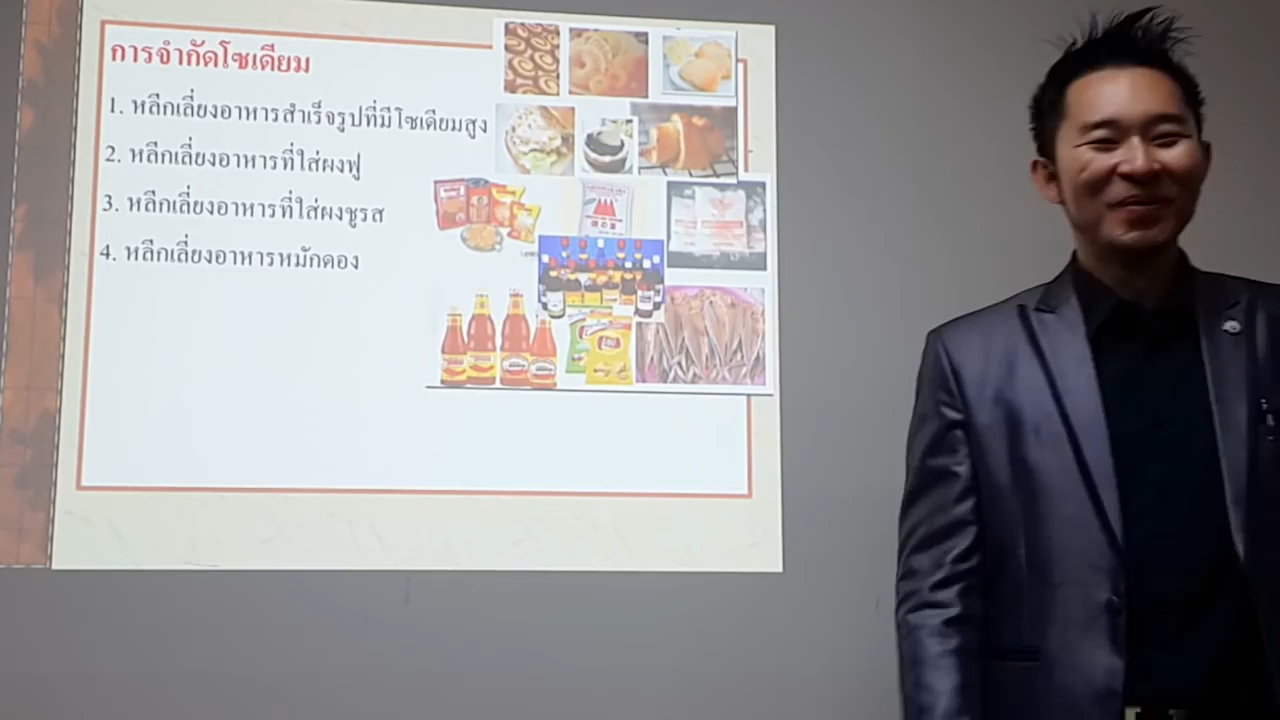 การจำกัดโซเดียม
1. หลีกเลี่ยงอาหารสำเร็จรูปที่มีโซเดียมสูง
2. หลีกเลี่ยงอาหารที่ใส่ผงฟู
3. หลีกเลี่ยงอาหารที่ใส่ผงชูรส
4. หลีกเลี่ยงอาหารหมักดอง